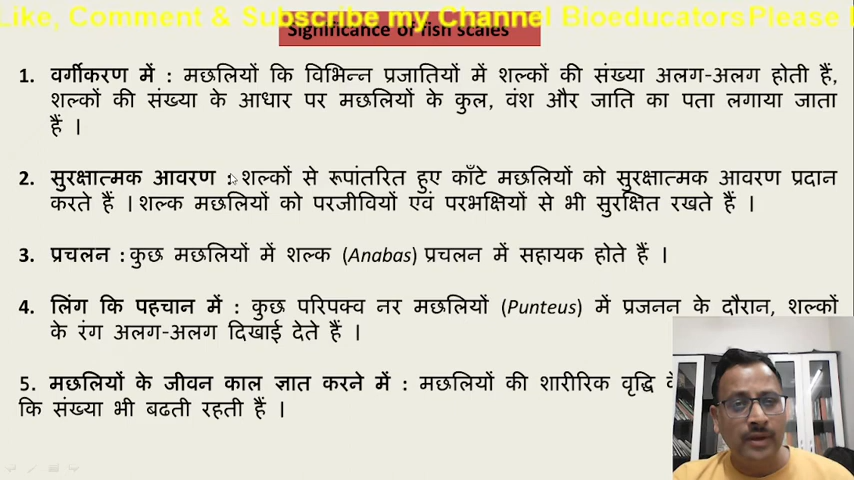 Like, Comment & Subscribe my Channel Bioeducators Please
Significance of fish scales
1. वर्गीकरण में : मछलियों कि विभिन्न प्रजातियों में शल्कों की संख्या अलग-अलग होती हैं,
शल्कों की संख्या के आधार पर मछलियों के कुल, वंश और जाति का पता लगाया जाता
हैं ।
2. सुरक्षात्मक आवरण : शल्कों से रूपांतरित हुए काँटे मछलियों को सुरक्षात्मक आवरण प्रदान
करते हैं । शल्क मछलियों को परजीवियों एवं परभक्षियों से भी सुरक्षित रखते हैं ।
3. प्रचलन : कुछ मछलियों में शल्क (Anabas) प्रचलन में सहायक होते हैं ।
4. लिंग कि पहचान में : कुछ परिपक्व नर मछलियों (Punteus) में प्रजनन के दौरान, शल्कों
के रंग अलग-अलग दिखाई देते हैं ।
5. मछलियों के जीवन काल ज्ञात करने में : मछलियों की शारीरिक वृद्धि
कि संख्या भी बढती रहती हैं ।